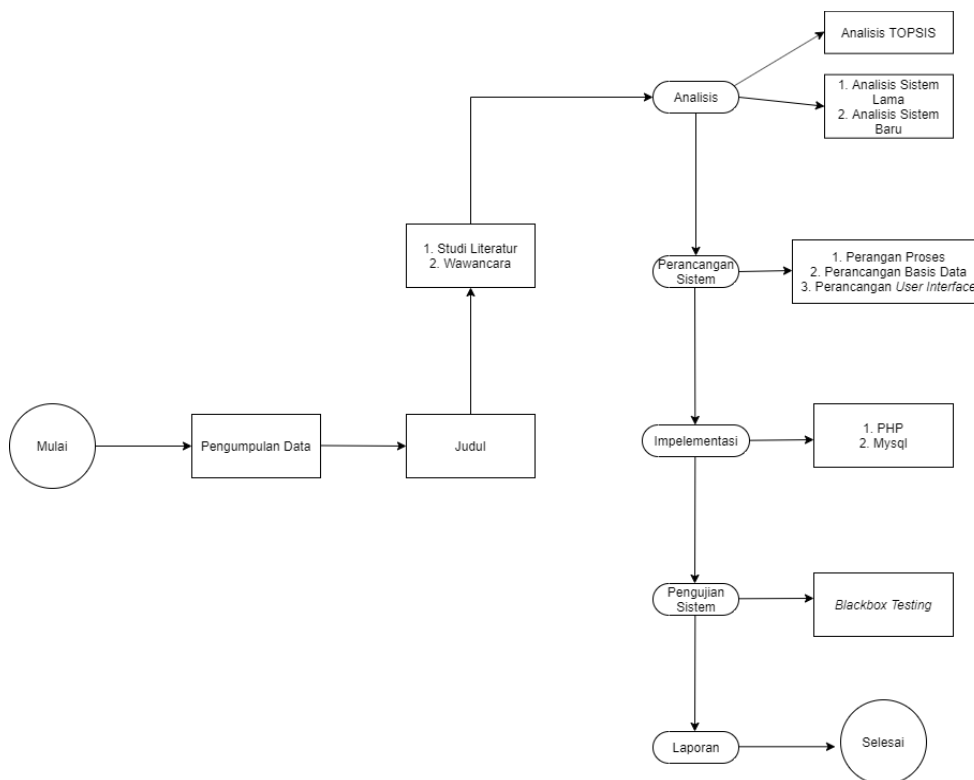 Mulai
Pengumpulan Data
Judul
1. Studi Literatur
2. Wawancara
Analisis
Analisis TOPSIS
1. Analisis Sistem
Lama
2. Analisis Sistem
Baru
Perancangan
Sistem
1. Perangan Proses
2. Perancangan Basis Data
3. Perancangan User Interface
Impelementasi
1. PHP
2. Mysql
Pengujian
Sistem
Blackbox Testing
Laporan
Selesai